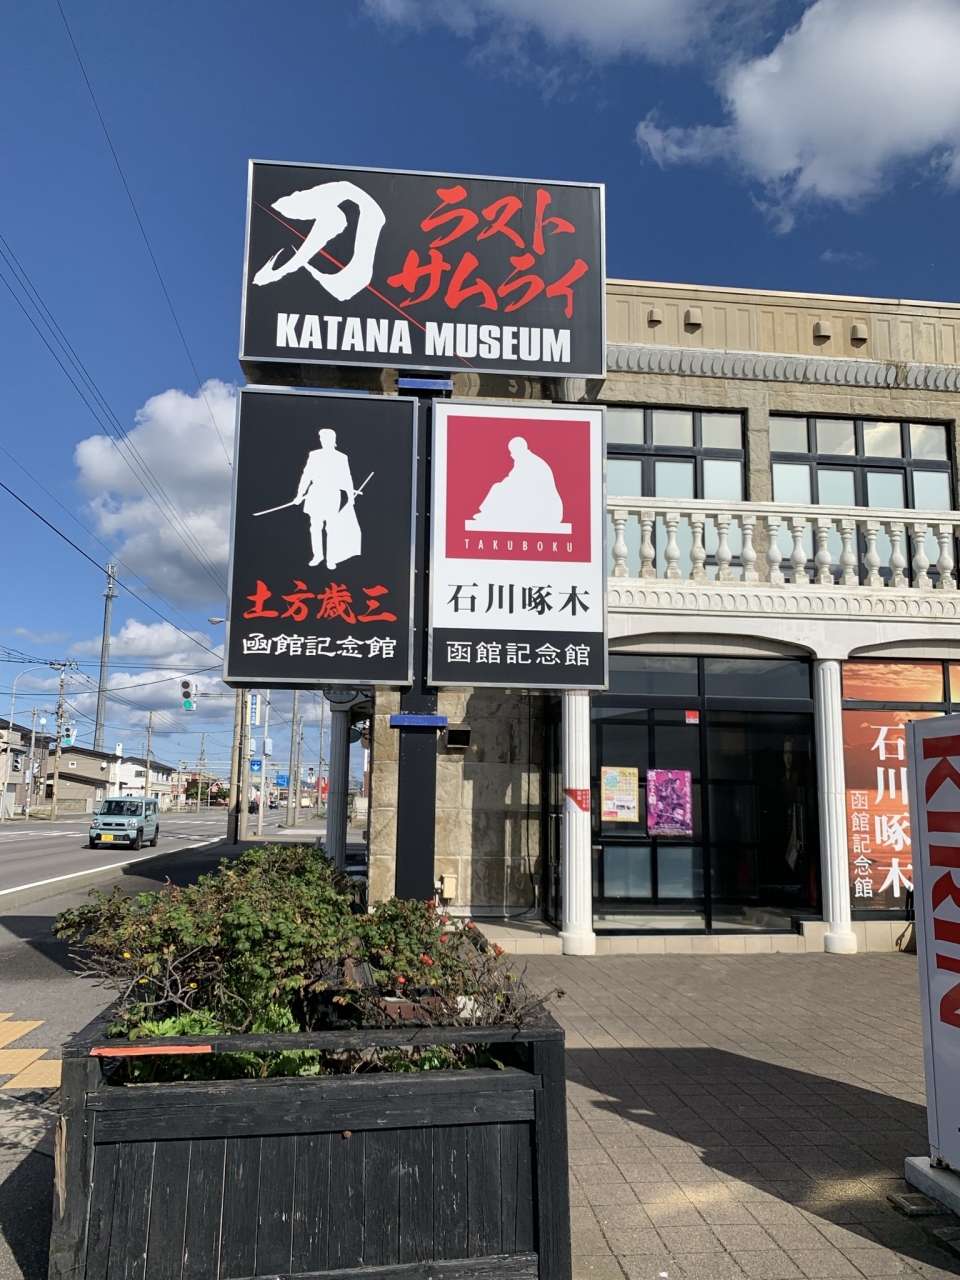 刀 ラスト
サムライ
KATANA MUSEUM
土方歳三
函館記念館
TAKUBOKU
石川啄木
函館記念館
石川啄木
函館記念館
KIRIN